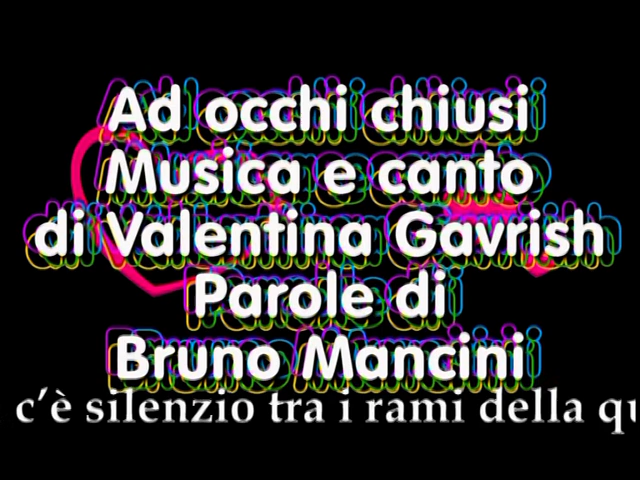 Ad occhi chiusi
Musica e canto
di Valentina Gavrish
Parole di
Bruno Mancini
c'è silenzio tra i rami della